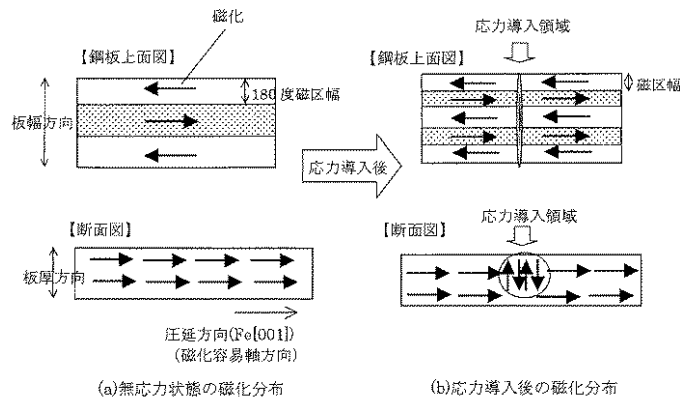 磁化
【鋼板上面図】
180度磁区幅
板幅方向
応力導入後
応力導入領域
【鋼板上面図】
磁区幅
【断面図】
板厚方向
圧延方向(Fe[001])
(磁化容易軸方向)
(a)無応力状態の磁化分布
【断面図】
応力導入領域
(b)応力導入後の磁化分布